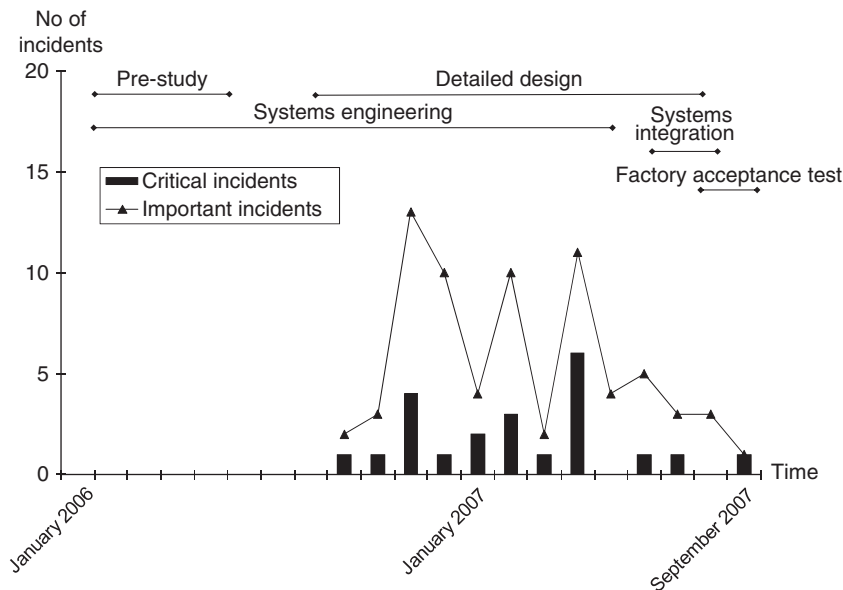 No of
incidents
20
Pre-study
Detailed design
Systems engineering
Systems
integration
15
Factory acceptance test
Critical incidents
Important incidents
10
5
0
Time
January 2006
January 2007
September 2007